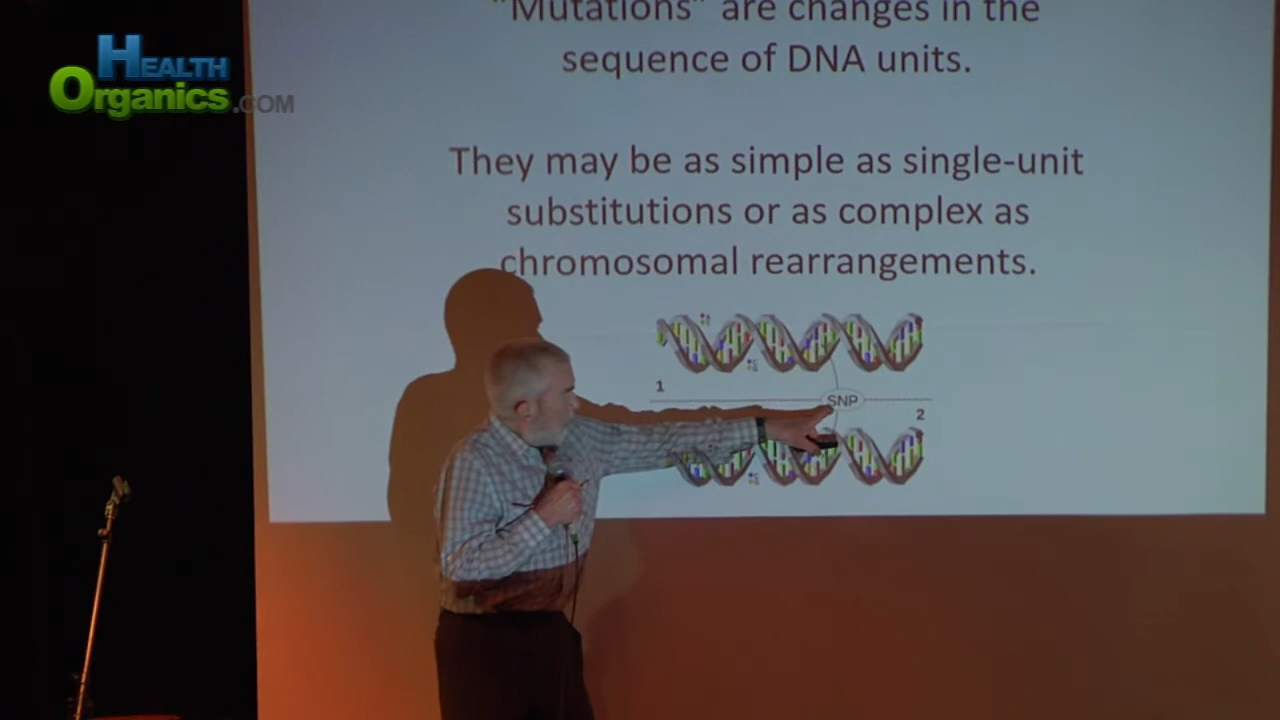 HEALTH
Organics.COM
"Mutations" are changes in the
sequence of DNA units.
They may be as simple as single-unit
substitutions or as complex as
chromosomal rearrangements.
1
SNP
2